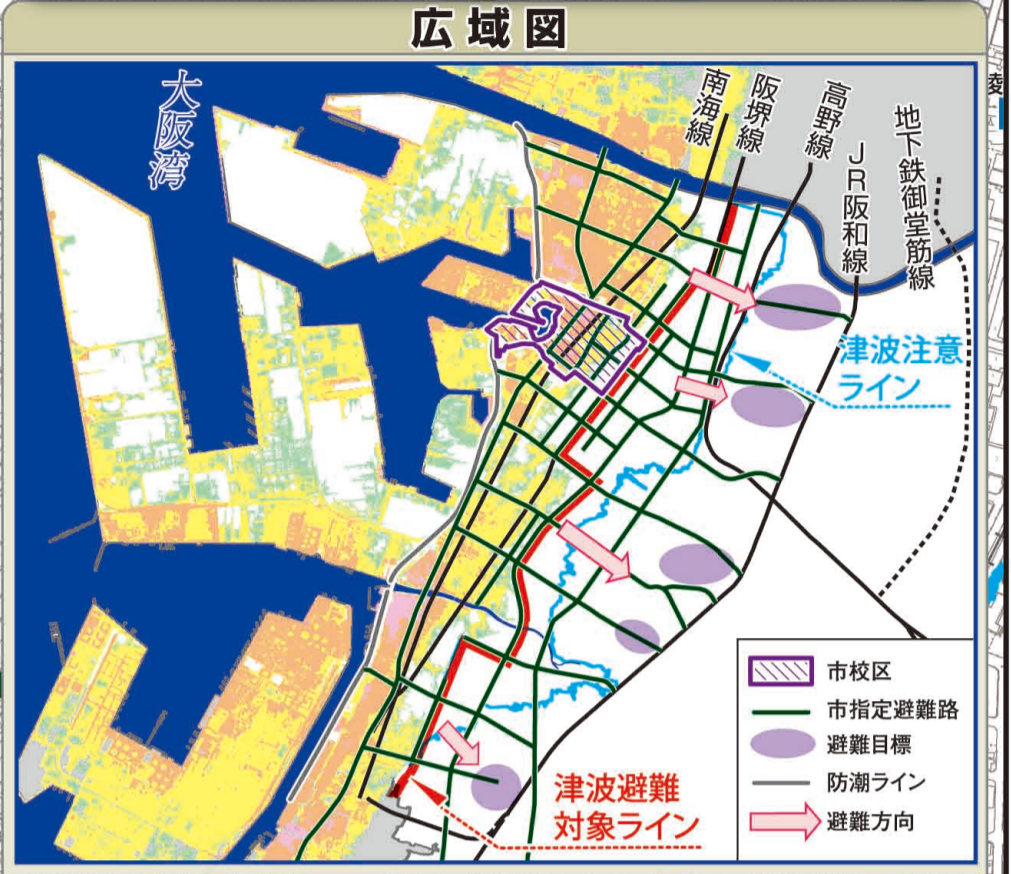 広域図
大阪湾
南海線
阪堺線
高野線
JR阪和線
地下鉄御堂筋線
津波注意
ライン
津波避難
対象ライン
市校区
市指定避難路
避難目標
防潮ライン
避難方向